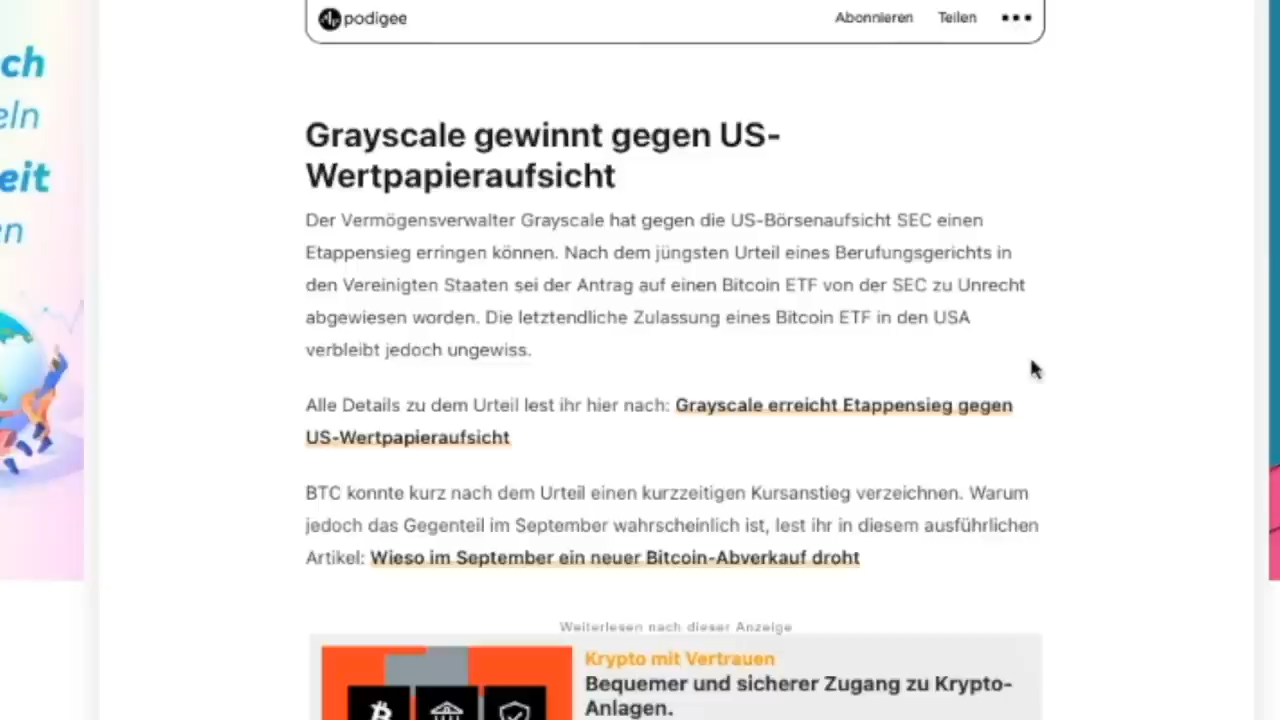 podigee
Abonnieren Teilen
ch
eln
eit
en
Grayscale gewinnt gegen US-
Wertpapieraufsicht
Der Vermögensverwalter Grayscale hat gegen die US-Börsenaufsicht SEC einen
Etappensieg erringen können. Nach dem jüngsten Urteil eines Berufungsgerichts in
den Vereinigten Staaten sei der Antrag auf einen Bitcoin ETF von der SEC zu Unrecht
abgewiesen worden. Die letztendliche Zulassung eines Bitcoin ETF in den USA
verbleibt jedoch ungewiss.
Alle Details zu dem Urteil lest ihr hier nach: Grayscale erreicht Etappensieg gegen
US-Wertpapieraufsicht
BTC konnte kurz nach dem Urteil einen kurzzeitigen Kursanstieg verzeichnen. Warum
jedoch das Gegenteil im September wahrscheinlich ist, lest ihr in diesem ausführlichen
Artikel: Wieso im September ein neuer Bitcoin-Abverkauf droht
Weiterlesen nach dieser Anzeige
Krypto mit Vertrauen
Bequemer und sicherer Zugang zu Krypto-
Anlagen.